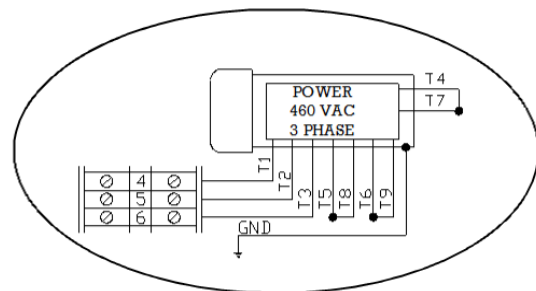 POWER
460 VAC
3 PHASE
T4
T7
T1
T2
T3
T5
T8
T6
T9
4
5
6
GND